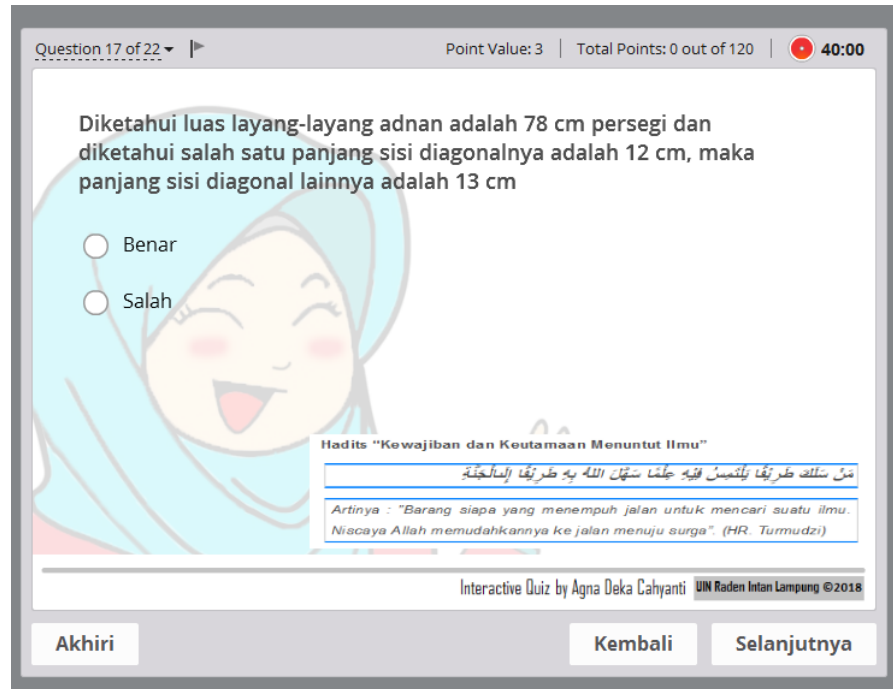 Question 17 of 22
Point Value: 3 | Total Points: 0 out of 120 | 40:00
Diketahui luas layang-layang adnan adalah 78 cm persegi dan
diketahui salah satu panjang sisi diagonalnya adalah 12 cm, maka
panjang sisi diagonal lainnya adalah 13 cm
Benar
Salah
Hadits "Kewajiban dan Keutamaan Menuntut Ilmu"
مَنْ سَلَكَ طَرِيْقًا يَلْتَمِسُ فِيْهِ عِلْمًا سَهَّلَ اللهُ بِهِ طَرِيْقًا إِلَىالْجَنَّةِ
Artinya : "Barang siapa yang menempuh jalan untuk mencari suatu ilmu.
Niscaya Allah memudahkannya ke jalan menuju surga". (HR. Turmudzi)
Interactive Quiz by Agna Deka Cahyanti UIN Raden Intan Lampung ©2018
Akhiri
Kembali
Selanjutnya